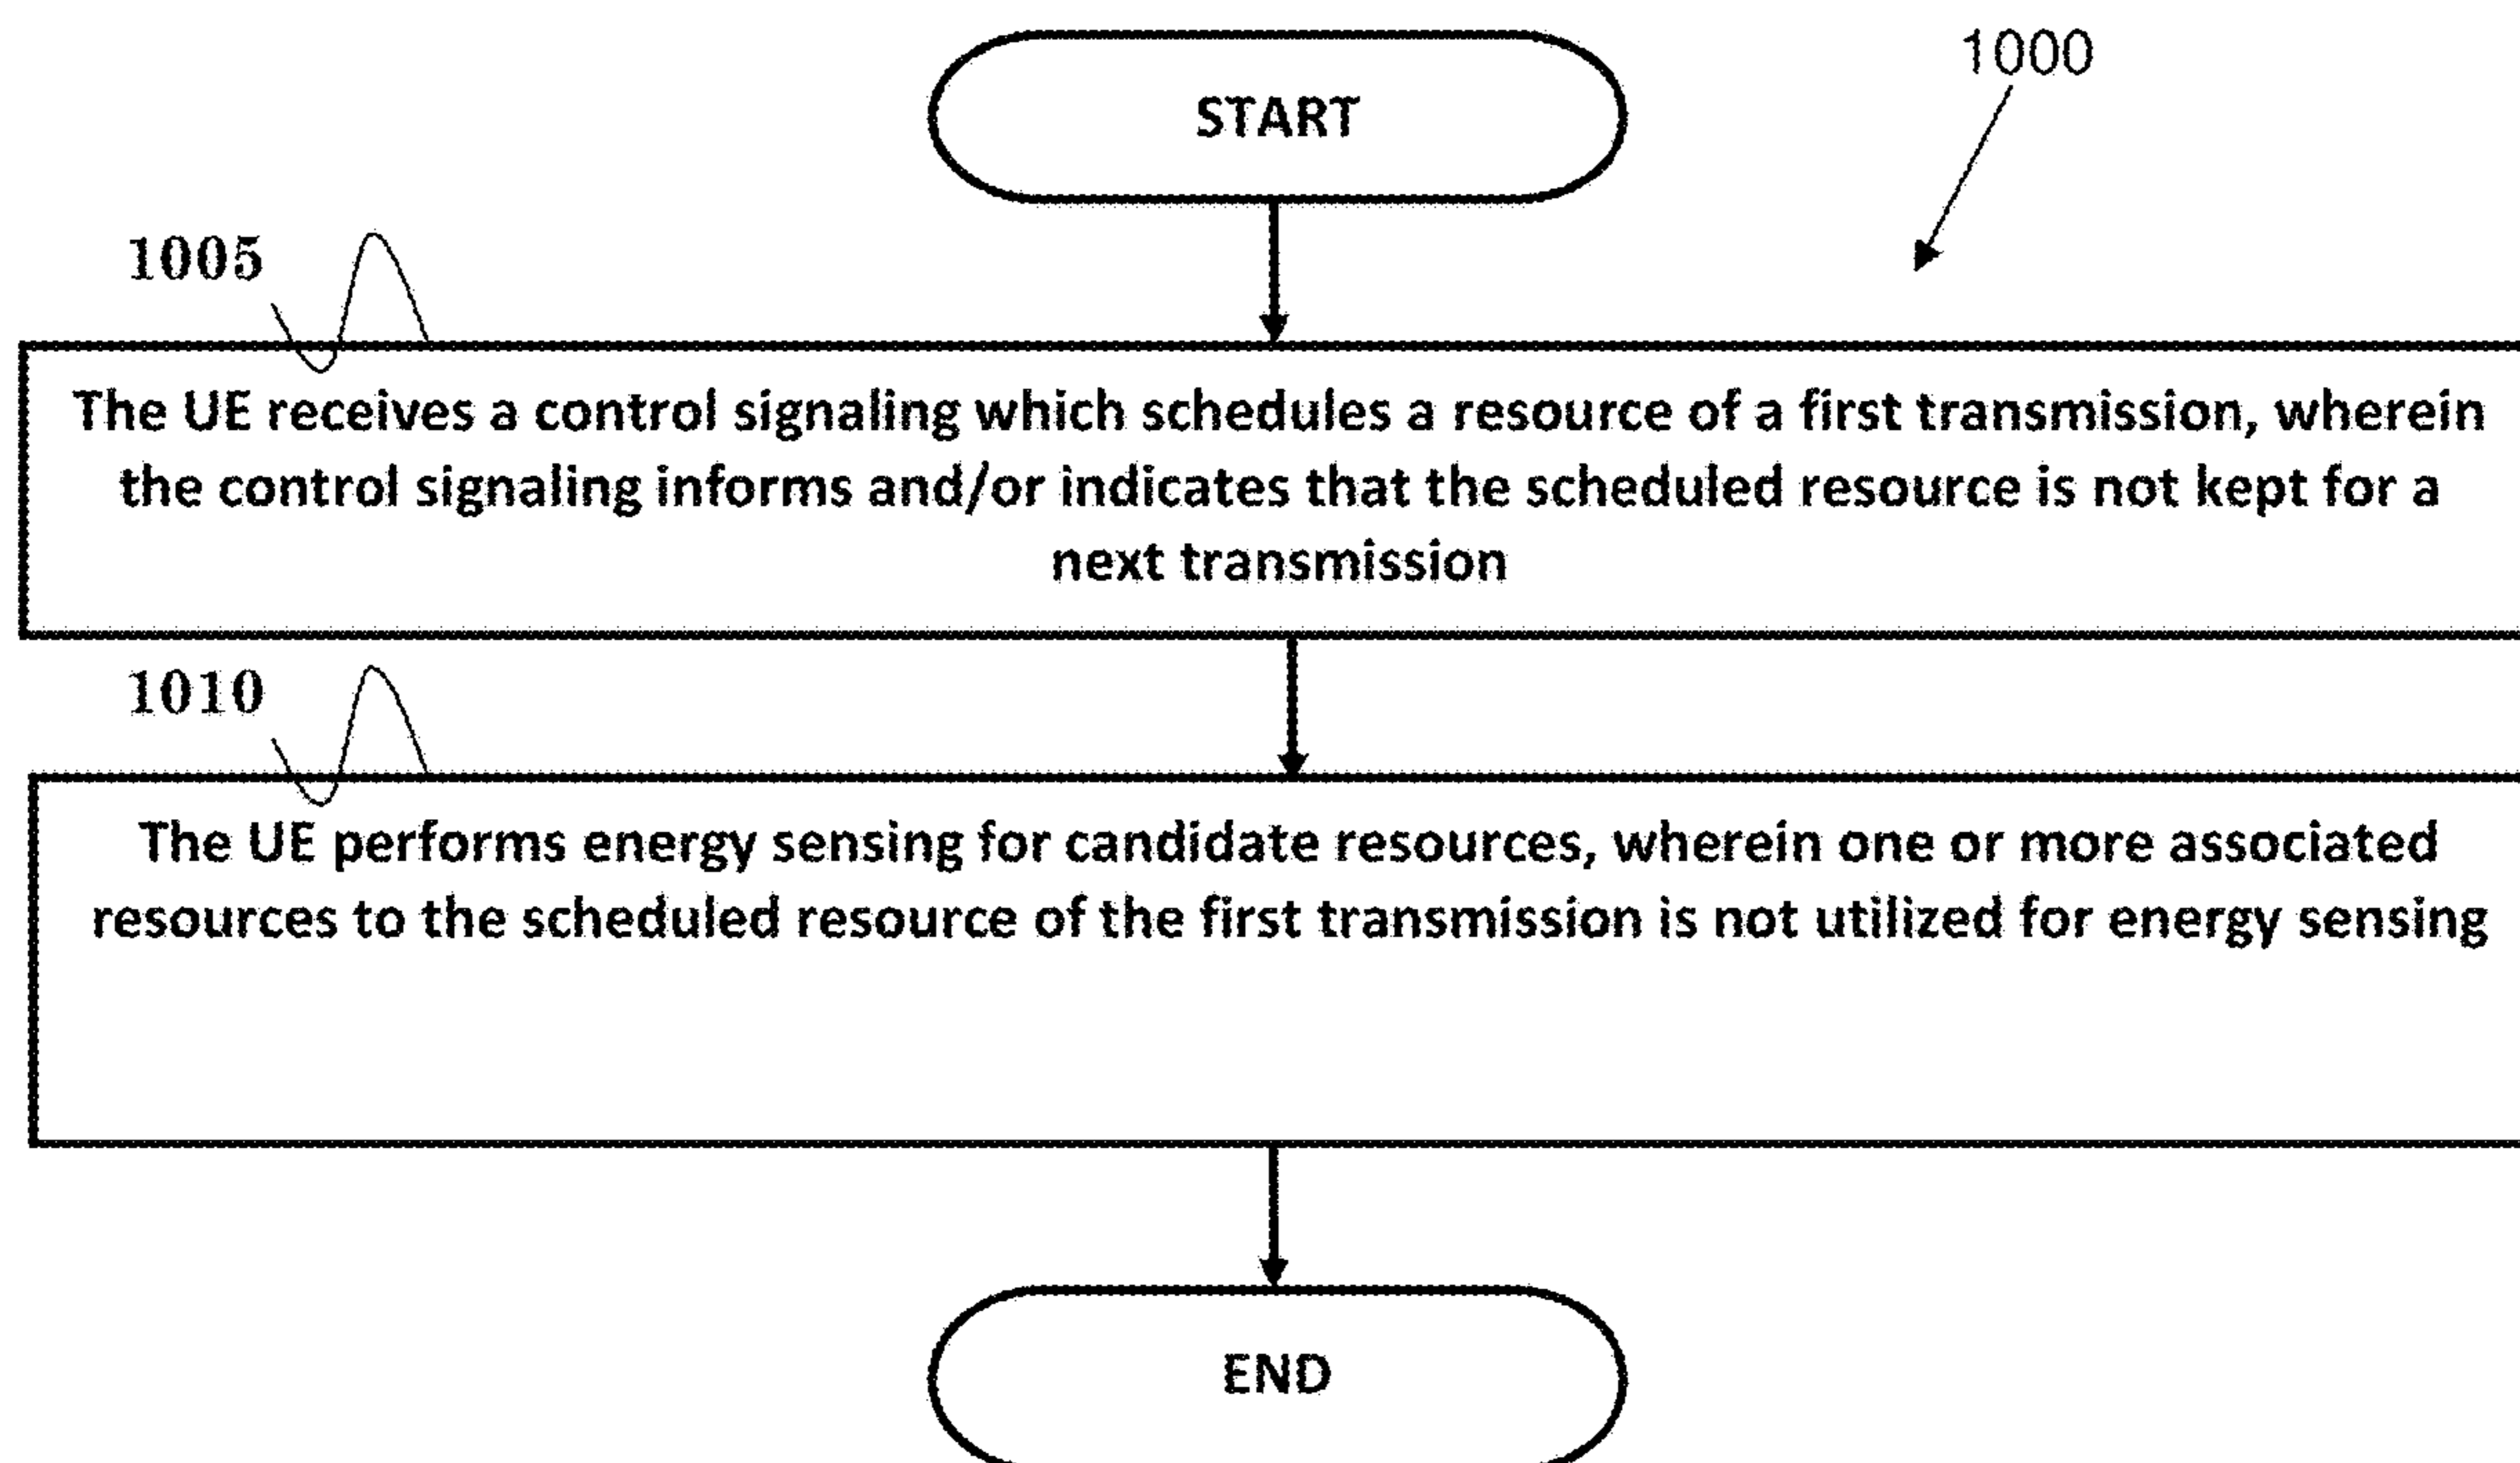 START
1000
1005
The UE receives a control signaling which schedules a resource of a first transmission, wherein
the control signaling informs and/or indicates that the scheduled resource is not kept for a
next transmission
1010
The UE performs energy sensing for candidate resources, wherein one or more associated
resources to the scheduled resource of the first transmission is not utilized for energy sensing
END